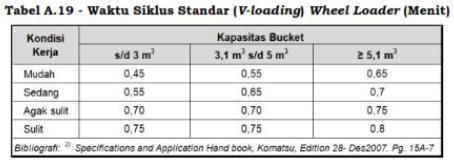 Tabel A.19 - Waktu Siklus Standar (V-loading) Wheel Loader (Menit)
Kondisi Kerja Kapasitas Bucket
s/d 3 m³ 3,1 m³ s/d 5 m³ ≥ 5,1 m³
Mudah 0,45 0,55 0,65
Sedang 0,55 0,65 0,7
Agak sulit 0,70 0,70 0,75
Sulit 0,75 0,75 0,8
Bibliografi: ²⁾ Specifications and Application Hand book, Komatsu, Edition 28- Des2007. Pg. 15A-7